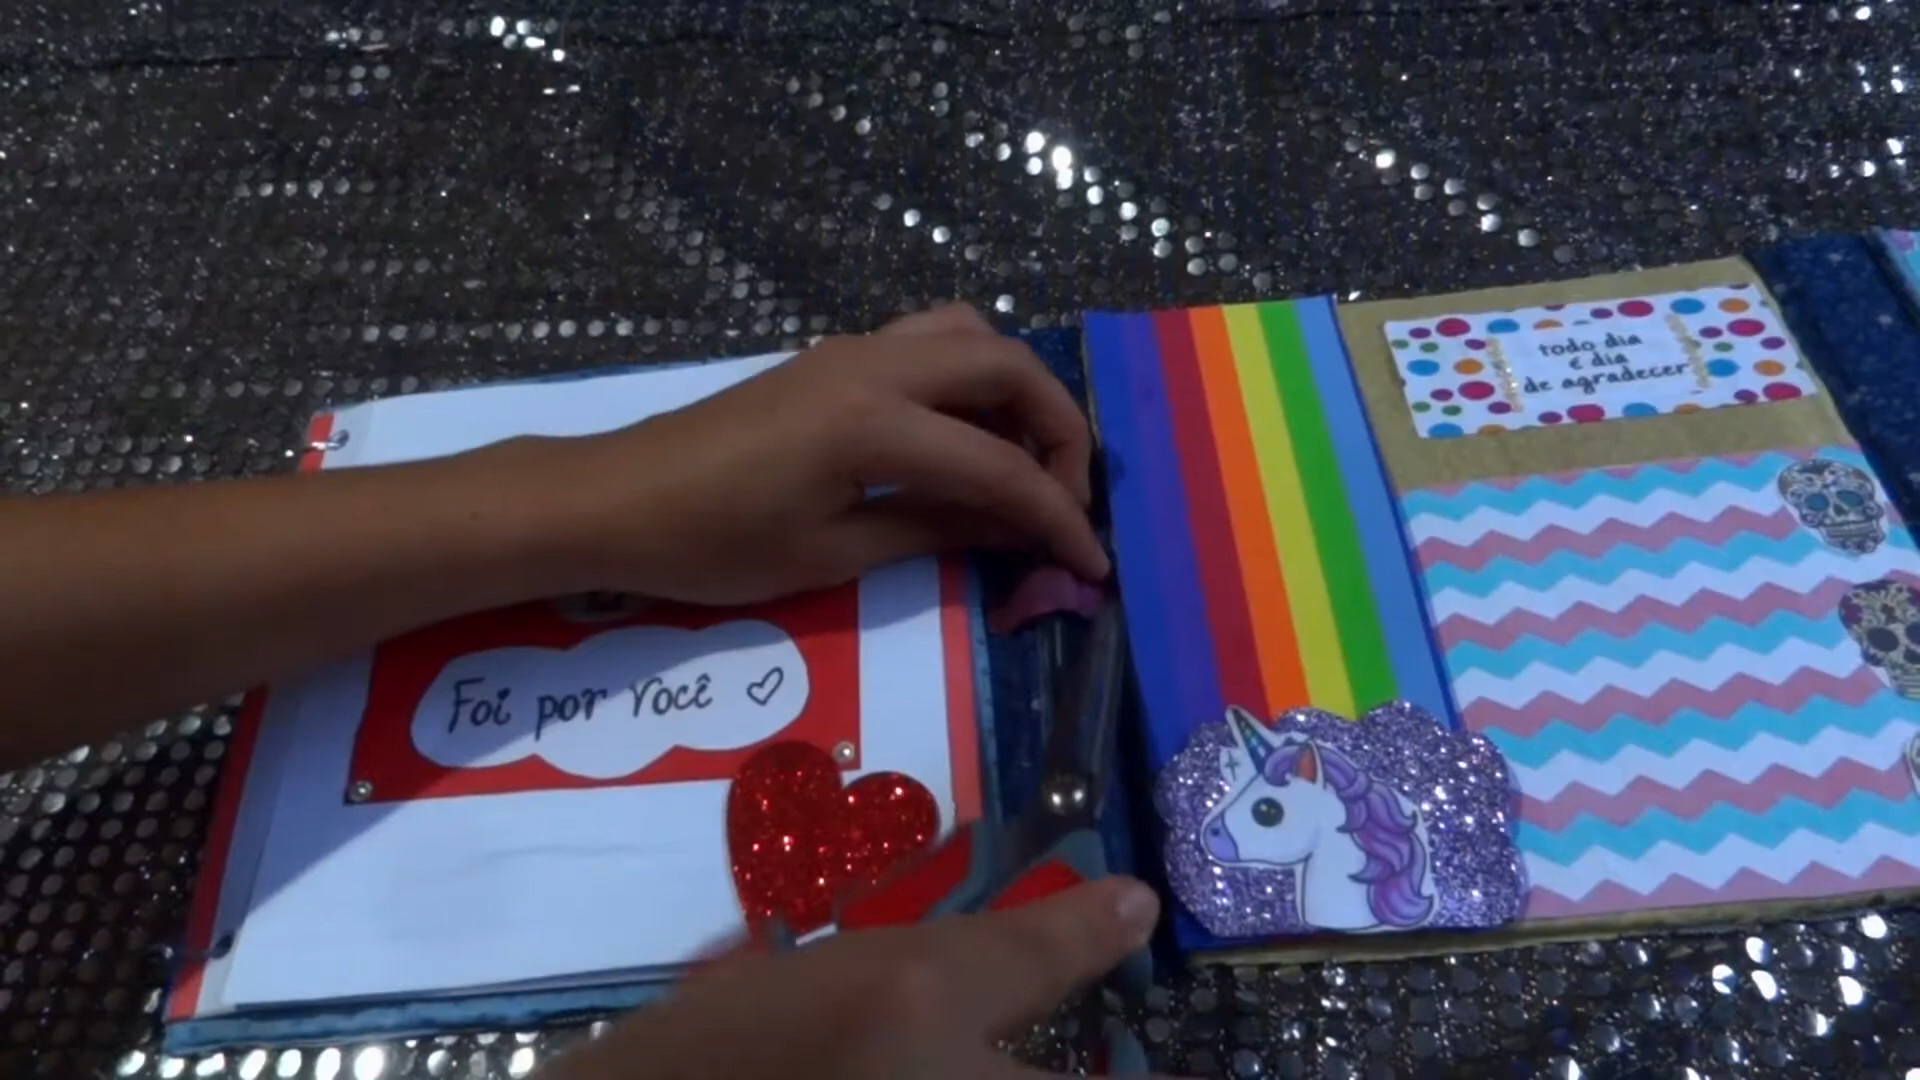 Foi por você ♡
todo dia
é dia
de agradecer